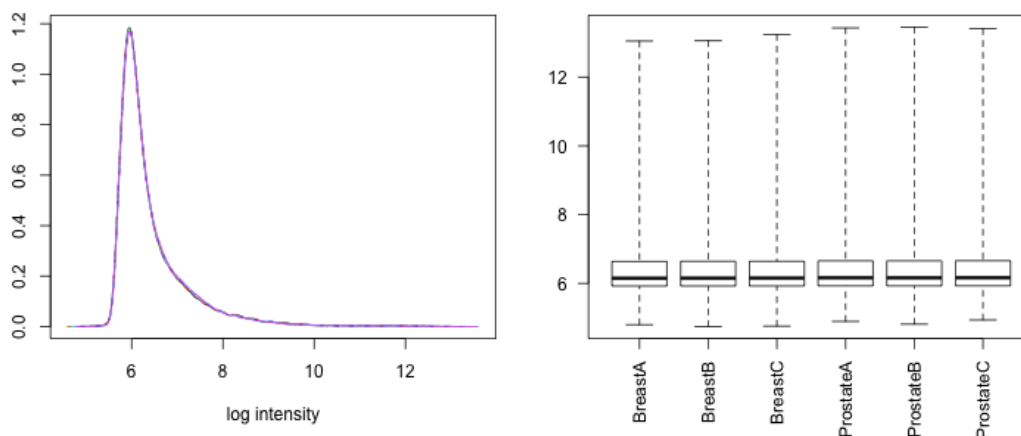 1.2
1.0
0.8
0.6
0.4
0.2
0.0
6 8 10 12
log intensity
12
10
8
6
BreastA
BreastB
BreastC
ProstateA
ProstateB
ProstateC